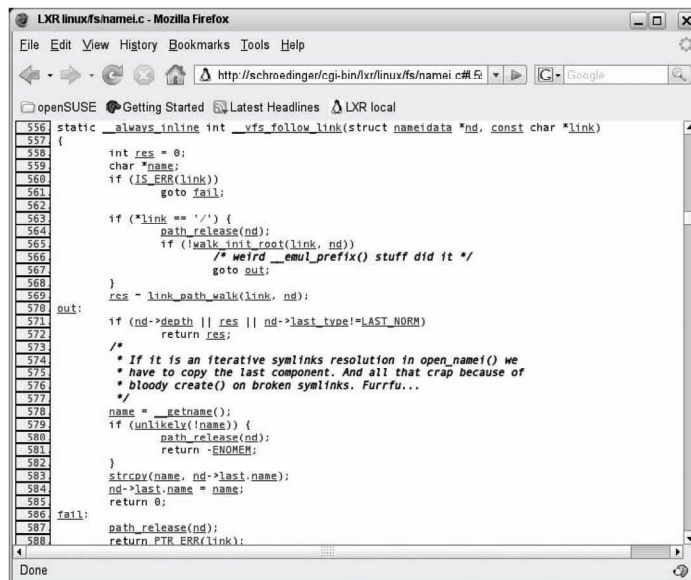 LXR linux/fs/namei.c - Mozilla Firefox
File Edit View History Bookmarks Tools Help
http://schroedinger/cgi-bin/lxr/linux/fs/namei.c#L5
G Google
openSUSE Getting Started Latest Headlines LXR local
556 static __always_inline int __vfs_follow_link(struct nameidata *nd, const char *link)
557 {
558 int res = 0;
559 char *name;
560 if (IS_ERR(link))
561 goto fail;
562
563 if (*link == '/') {
564 path_release(nd);
565 if (!walk_init_root(link, nd))
566 /* weird __emul_prefix() stuff did it */
567 goto out;
568 }
569 res = link_path_walk(link, nd);
570 out:
571 if (nd->depth || res || nd->last_type!=LAST_NORM)
572 return res;
573 /*
574 * If it is an iterative symlinks resolution in open_namei() we
575 * have to copy the last component. And all that crap because of
576 * bloody create() on broken symlinks. Furrfu...
577 */
578 name = __getname();
579 if (unlikely(!name)) {
580 path_release(nd);
581 return -ENOMEM;
582 }
583 strcpy(name, nd->last.name);
584 nd->last.name = name;
585 return 0;
586 fail:
587 path_release(nd);
588 return PTR_ERR(link);
Done